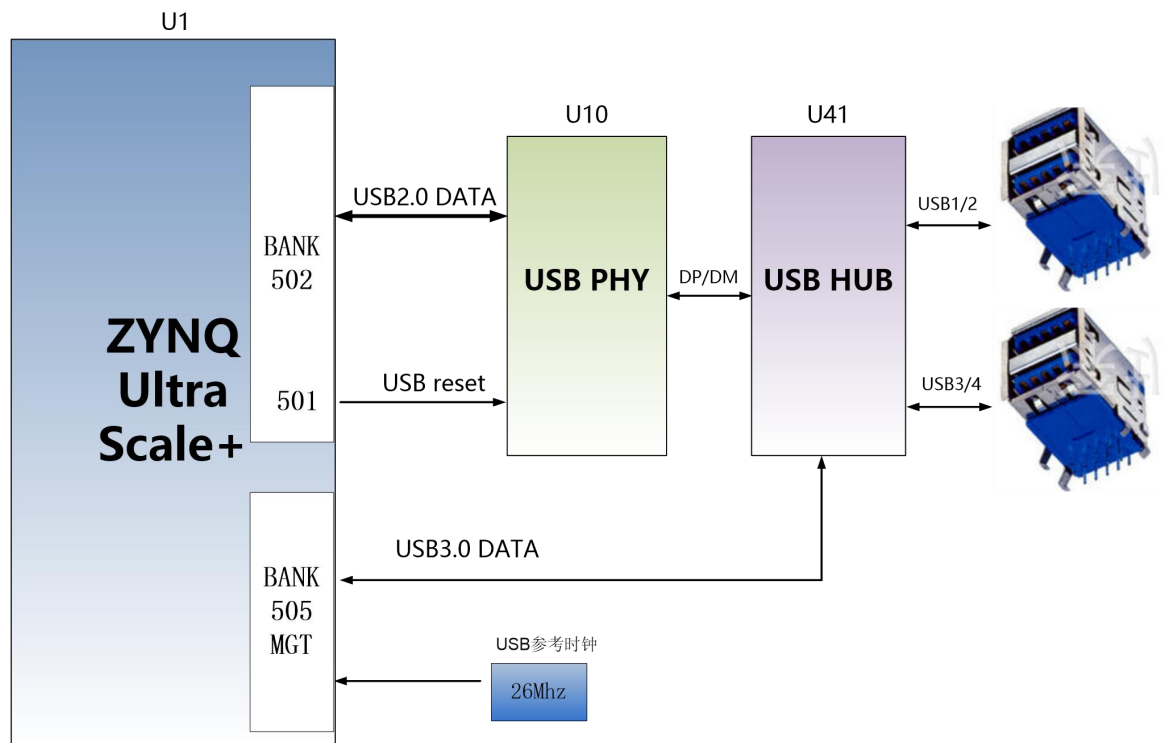 U1
U10
U41
USB2.0 DATA
USB1/2
BANK
502
USB PHY
DP/DM
USB HUB
ZYNQ
Ultra
Scale+
501
USB reset
USB3/4
USB3.0 DATA
BANK
505
MGT
USB参考时钟
26Mhz